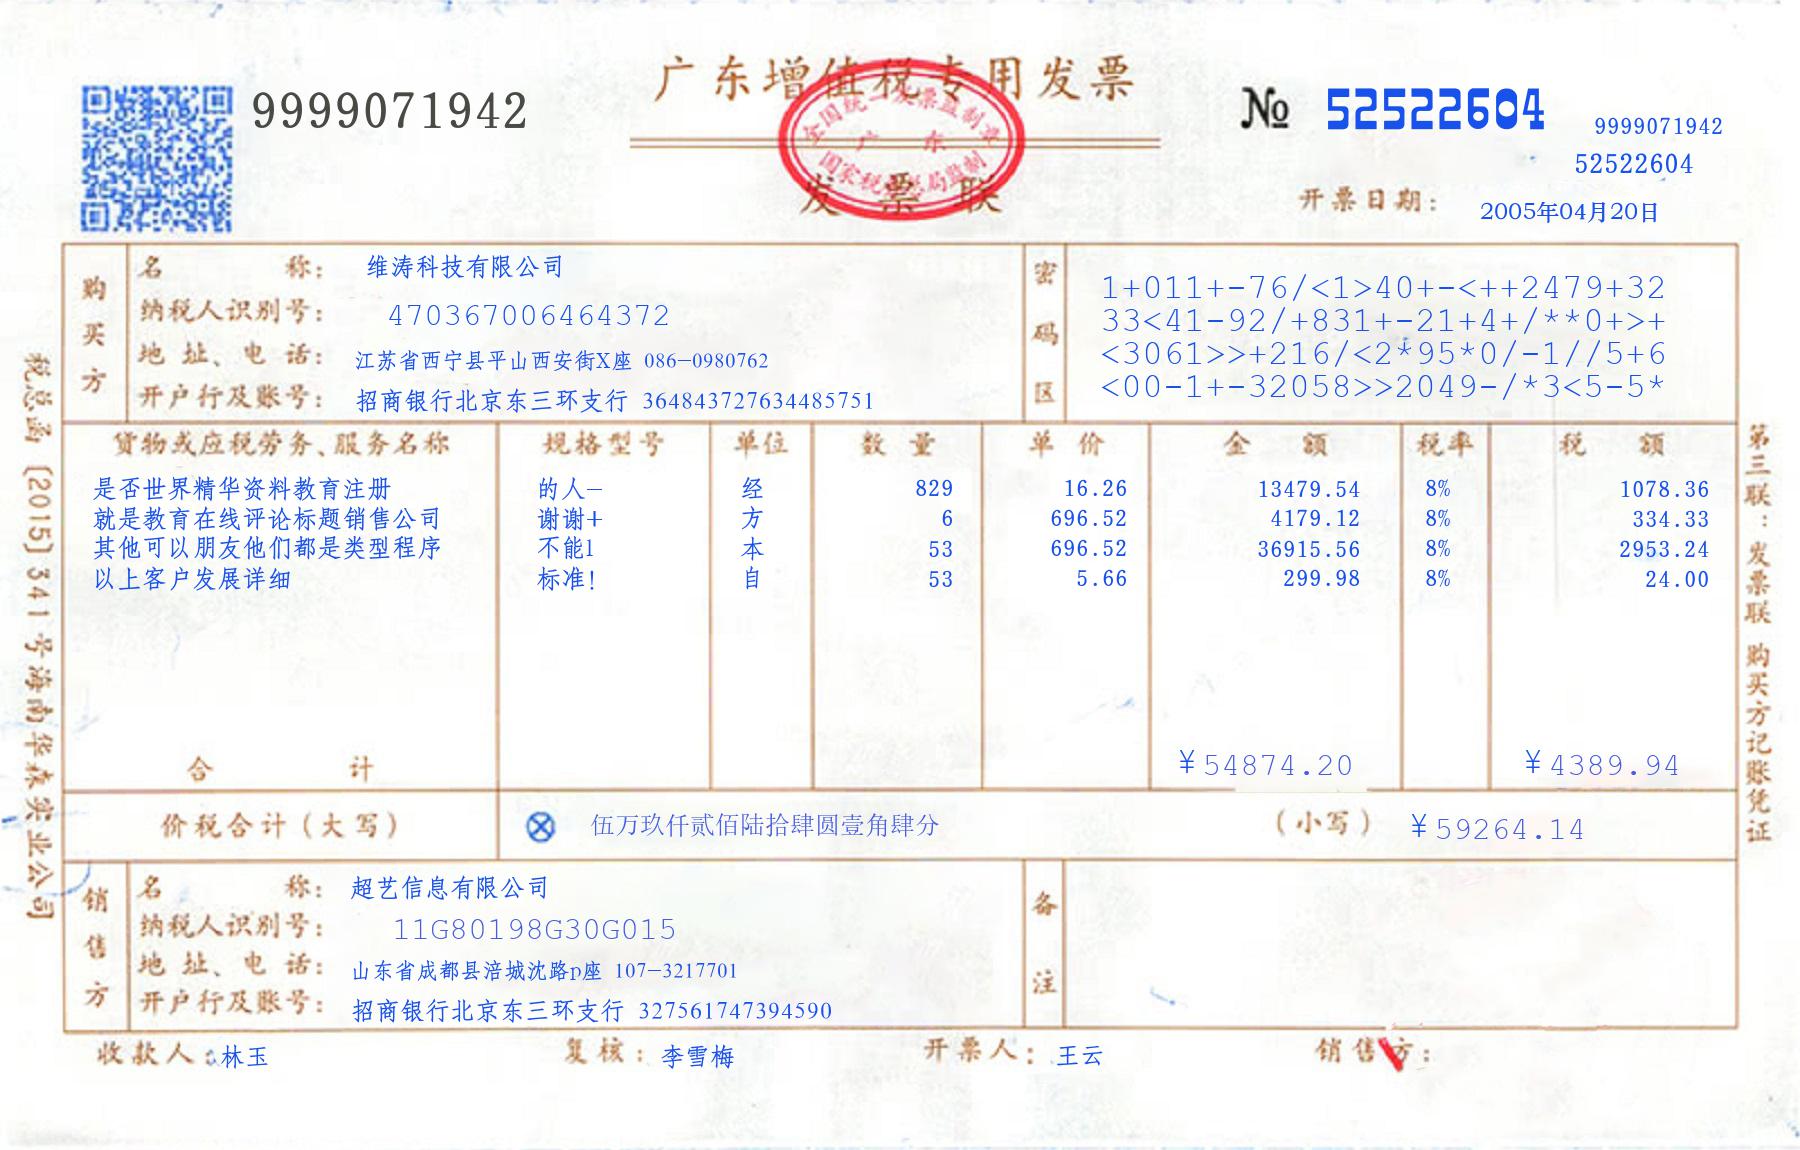 广东增值税专用发票
发票联
全国统一发票监制章
广东
国家税务总局监制
9999071942
№ 52522604
9999071942
52522604
开票日期: 2005年04月20日
购买方
名称: 维涛科技有限公司
纳税人识别号: 470367006464372
地址、电话: 江苏省西宁县平山西安街X座 086-0980762
开户行及账号: 招商银行北京东三环支行 364843727634485751
密码区
1+011+-76/<1>40+-<++2479+32
33<41-92/+831+-21+4+/**0+>+
<3061>>+216/<2*95*0/-1//5+6
<00-1+-32058>>2049-/*3<5-5*
货物或应税劳务、服务名称 规格型号 单位 数量 单价 金额 税率 税额
是否世界精华资料教育注册 的人- 经 829 16.26 13479.54 8% 1078.36
就是教育在线评论标题销售公司 谢谢+ 方 6 696.52 4179.12 8% 334.33
其他可以朋友他们都是类型程序 不能l 本 53 696.52 36915.56 8% 2953.24
以上客户发展详细 标准! 自 53 5.66 299.98 8% 24.00
合计 ¥54874.20 ¥4389.94
价税合计(大写) ⊗ 伍万玖仟贰佰陆拾肆圆壹角肆分 (小写) ¥59264.14
销售方
名称: 超艺信息有限公司
纳税人识别号: 11G80198G30G015
地址、电话: 山东省成都县涪城沈路p座 107-3217701
开户行及账号: 招商银行北京东三环支行 327561747394590
备注
收款人: 林玉 复核: 李雪梅 开票人: 王云 销售方:
税总函〔2015〕341号海南华森实业公司
第三联:发票联 购买方记账凭证